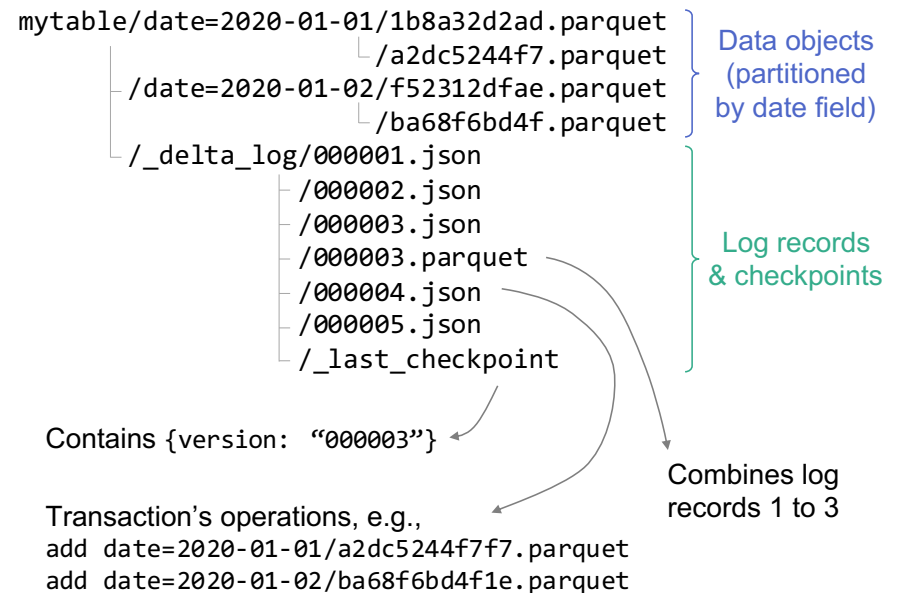 mytable/date=2020-01-01/1b8a32d2ad.parquet
/a2dc5244f7.parquet
/date=2020-01-02/f52312dfae.parquet
/ba68f6bd4f.parquet
/_delta_log/000001.json
/000002.json
/000003.json
/000003.parquet
/000004.json
/000005.json
/_last_checkpoint
Data objects
(partitioned
by date field)
Log records
& checkpoints
Contains {version: “000003”}
Combines log
records 1 to 3
Transaction’s operations, e.g.,
add date=2020-01-01/a2dc5244f7f7.parquet
add date=2020-01-02/ba68f6bd4f1e.parquet